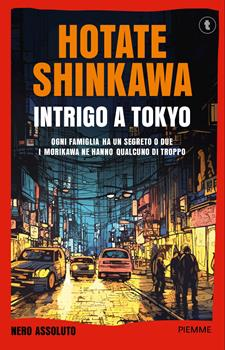 t
HOTATE
SHINKAWA
INTRIGO A TOKYO
OGNI FAMIGLIA HA UN SEGRETO O DUE
I MORIKAWA NE HANNO QUALCUNO DI TROPPO
NERO ASSOLUTO
PIEMME